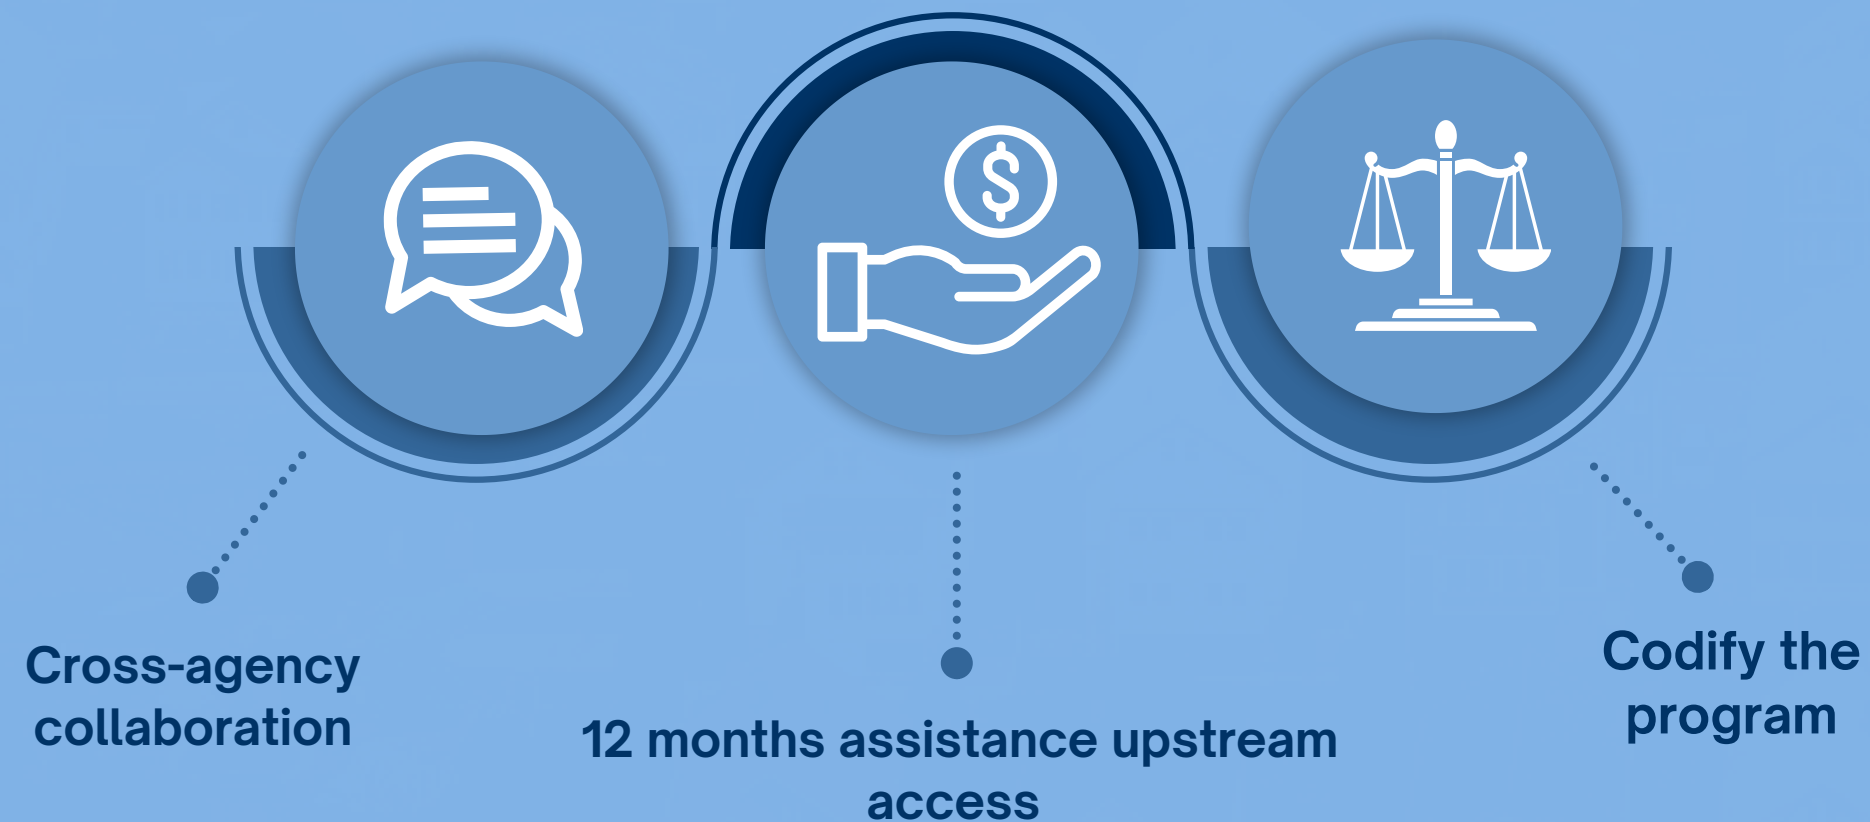 Cross-agency
collaboration
12 months assistance upstream
access
Codify the
program